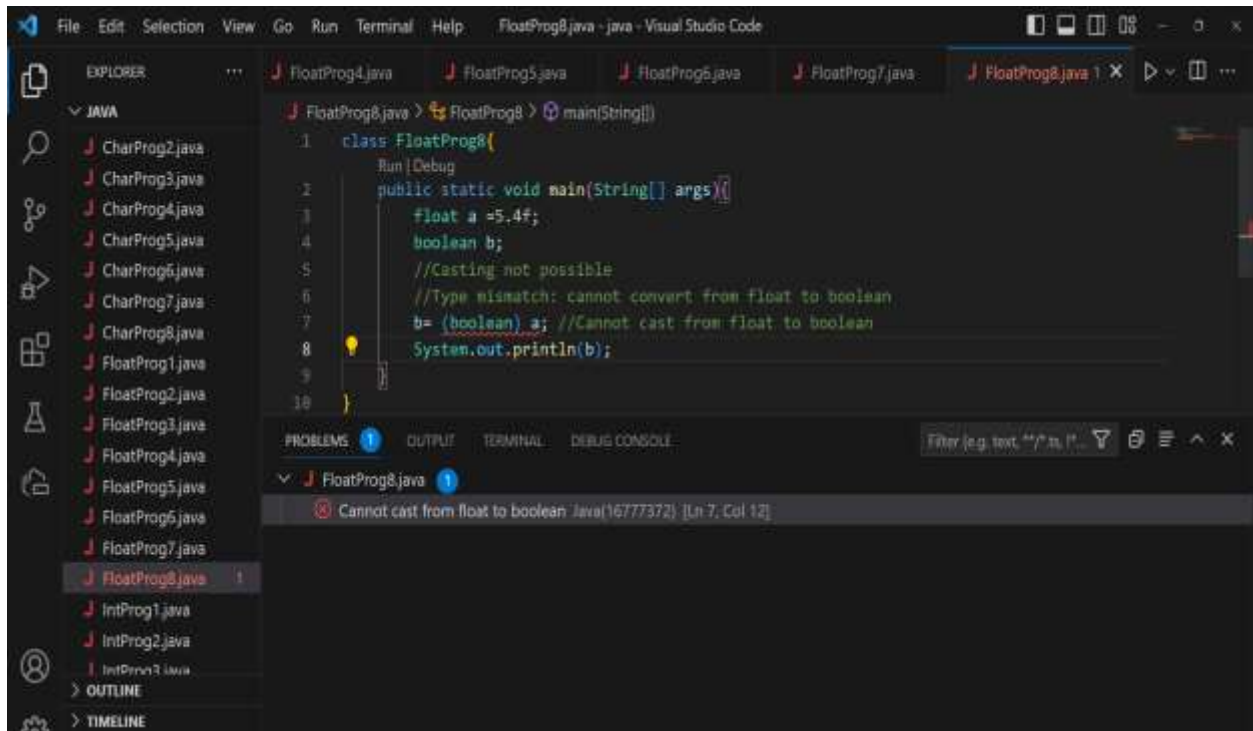 File Edit Selection View Go Run Terminal Help FloatProg8.java - java - Visual Studio Code
EXPLORER ...
JAVA
CharProg2.java
CharProg3.java
CharProg4.java
CharProg5.java
CharProg6.java
CharProg7.java
CharProg8.java
FloatProg1.java
FloatProg2.java
FloatProg3.java
FloatProg4.java
FloatProg5.java
FloatProg6.java
FloatProg7.java
FloatProg8.java 1
IntProg1.java
IntProg2.java
IntProg3.java
OUTLINE
TIMELINE
FloatProg4.java FloatProg5.java FloatProg6.java FloatProg7.java FloatProg8.java 1
FloatProg8.java > FloatProg8 > main(String[])
1 class FloatProg8{
Run | Debug
2 public static void main(String[] args){
3 float a =5.4f;
4 boolean b;
5 //Casting not possible
6 //Type mismatch: cannot convert from float to boolean
7 b= (boolean) a; //Cannot cast from float to boolean
8 System.out.println(b);
9 }
10 }
PROBLEMS 1 OUTPUT TERMINAL DEBUG CONSOLE Filter (e.g. text,
FloatProg8.java 1
Cannot cast from float to boolean Java(16777372) [Ln 7, Col 12]